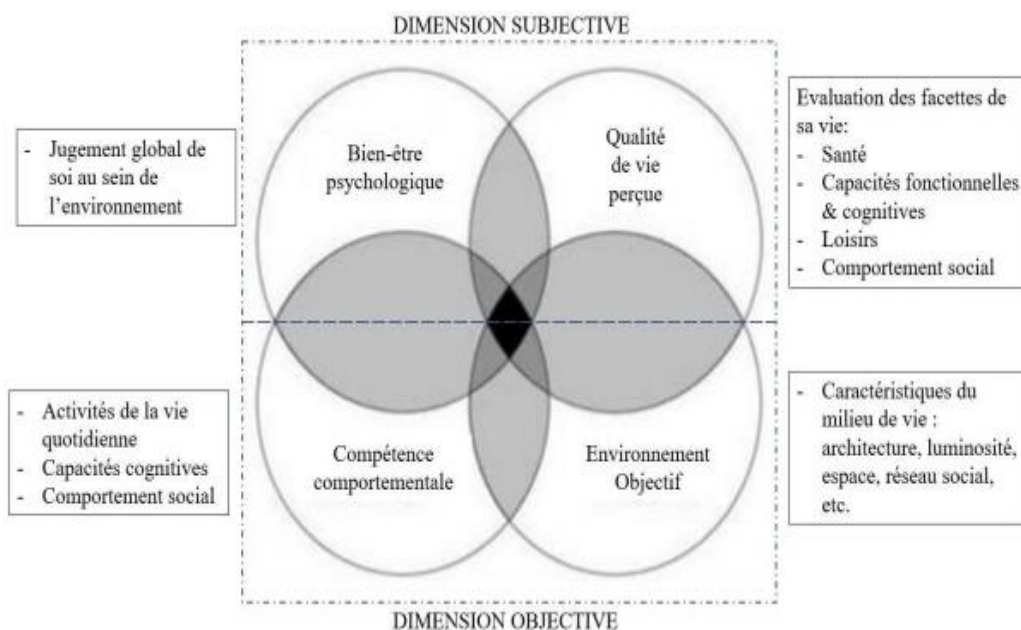 DIMENSION SUBJECTIVE
- Jugement global de
soi au sein de
l'environnement
Bien-être
psychologique
Qualité
de vie
perçue
Evaluation des facettes de
sa vie:
- Santé
- Capacités fonctionnelles
& cognitives
- Loisirs
- Comportement social
- Activités de la vie
quotidienne
- Capacités cognitives
- Comportement social
Compétence
comportementale
Environnement
Objectif
- Caractéristiques du
milieu de vie :
architecture, luminosité,
espace, réseau social,
etc.
DIMENSION OBJECTIVE